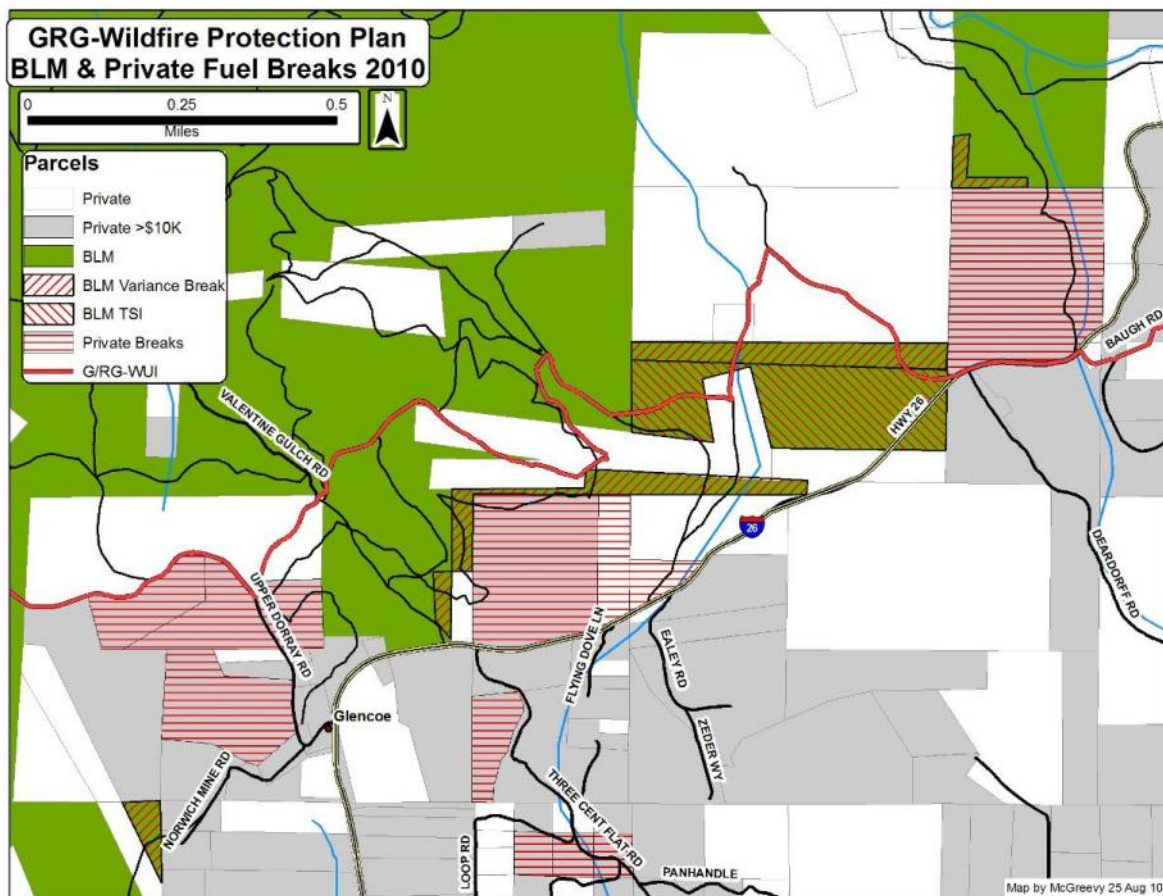 GRG-Wildfire Protection Plan
BLM & Private Fuel Breaks 2010
0 0.25 0.5
Miles
N
Parcels
Private
Private >$10K
BLM
BLM Variance Break
BLM TSI
Private Breaks
G/RG-WUI
BAUGH RD
VALENTINE GULCH RD
HWY 26
26
DEARDORFF RD
UPPER DORRAY RD
FLYING DOVE LN
EALEY RD
ZEDER WY
Glencoe
NORWICH MINE RD
THREE CENT FLAT RD
LOOP RD
PANHANDLE
Map by McGreevy 25 Aug 10